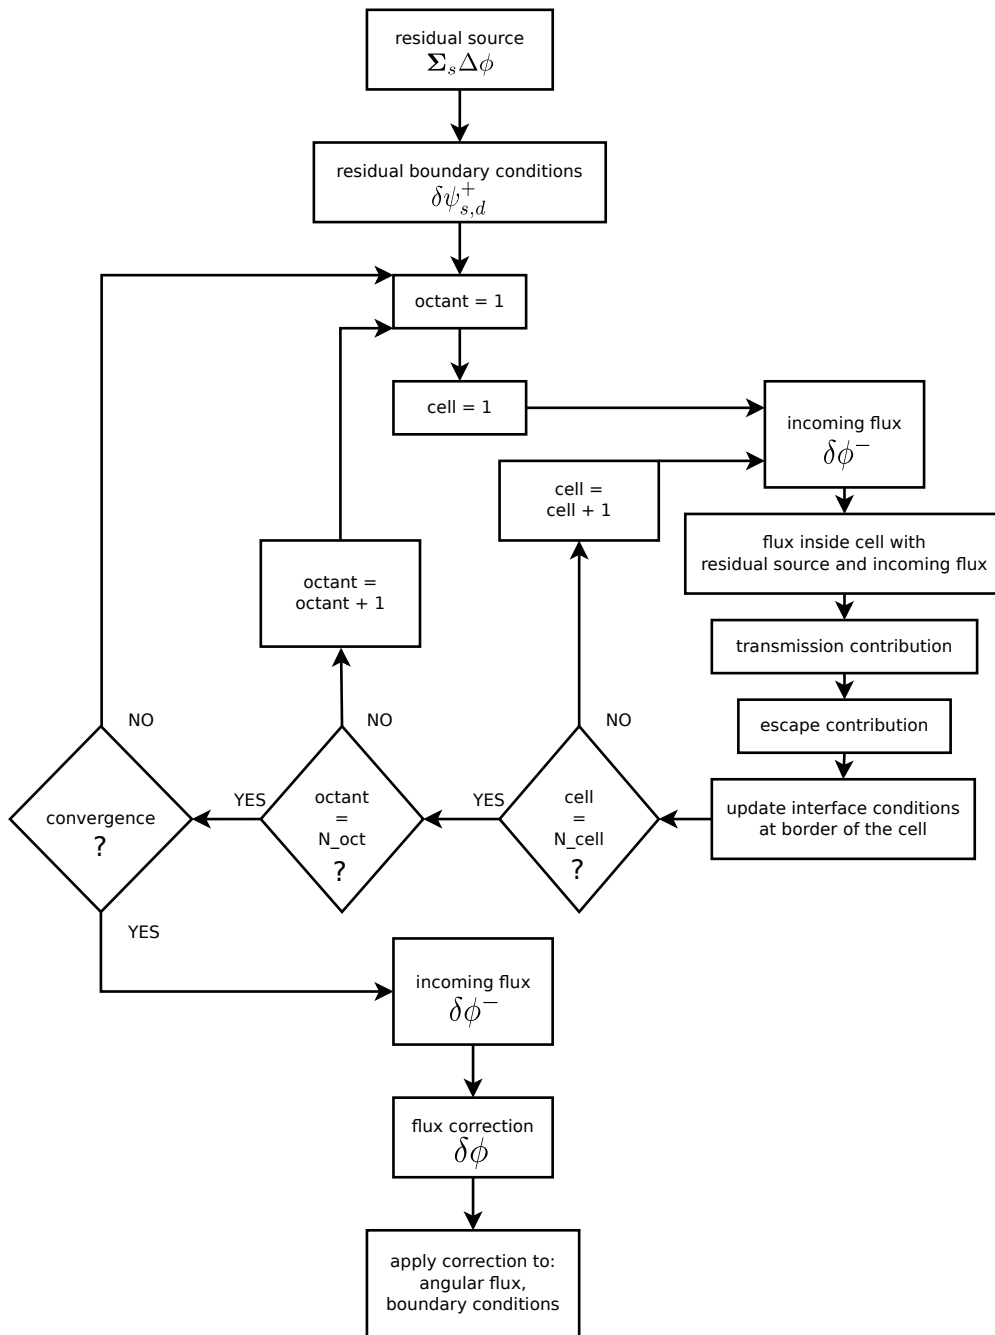 residual source
Σ_sΔϕ
residual boundary conditions
δψ⁺_{s,d}
octant = 1
cell = 1
incoming flux
δϕ⁻
cell =
cell + 1
flux inside cell with
residual source and incoming flux
octant =
octant + 1
transmission contribution
escape contribution
update interface conditions
at border of the cell
NO
NO
NO
convergence
?
YES
octant
=
N_oct
?
YES
cell
=
N_cell
?
YES
incoming flux
δϕ⁻
flux correction
δϕ
apply correction to:
angular flux,
boundary conditions